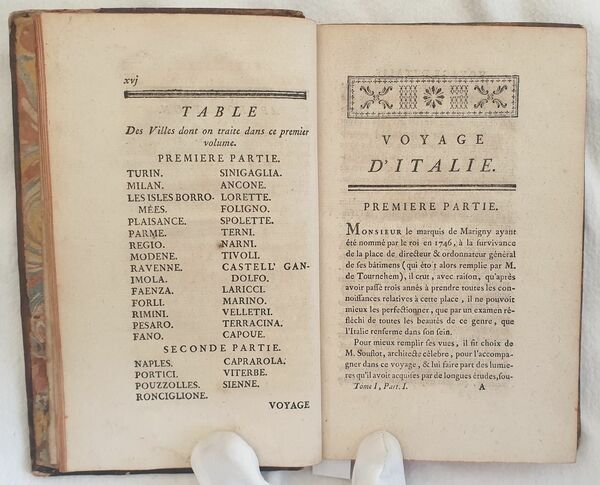 xvj
TABLE
Des Villes dont on traite dans ce premier
volume.
PREMIERE PARTIE.
TURIN.
MILAN.
LES ISLES BORRO-
MÉES.
PLAISANCE.
PARME.
REGIO.
MODENE.
RAVENNE.
IMOLA.
FAENZA.
FORLI.
RIMINI.
PESARO.
FANO.
SINIGAGLIA.
ANCONE.
LORETTE.
FOLIGNO.
SPOLETTE.
TERNI.
NARNI.
TIVOLI.
CASTELL' GAN-
DOLFO.
LARICCI.
MARINO.
VELLETRI.
TERRACINA.
CAPOUE.
SECONDE PARTIE.
NAPLES.
PORTICI.
POUZZOLLES.
RONCIGLIONE.
CAPRAROLA.
VITERBE.
SIENNE.
VOYAGE
VOYAGE
D'ITALIE.
PREMIERE PARTIE.
MONSIEUR le marquis de Marigny ayant
été nommé par le roi en 1746, à la survivance
de la place de directeur & ordonnateur général
de ses bâtimens (qui éto t alors remplie par M.
de Tournehem), il crut, avec raison, qu'après
avoir passé trois années à prendre toutes les con-
noissances relatives à cette place, il ne pouvoit
mieux les perfectionner, que par un examen ré-
fléchi de toutes les beautés de ce genre, que
l'Italie renferme dans son sein.
Pour mieux remplir ses vues, il fit choix de
M. Souflot, architecte célebre, pour l'accompa-
gner dans ce voyage, & lui faire part des lumie-
res qu'il avoit acquises par de longues études, sou-
Tome I, Part. I. A